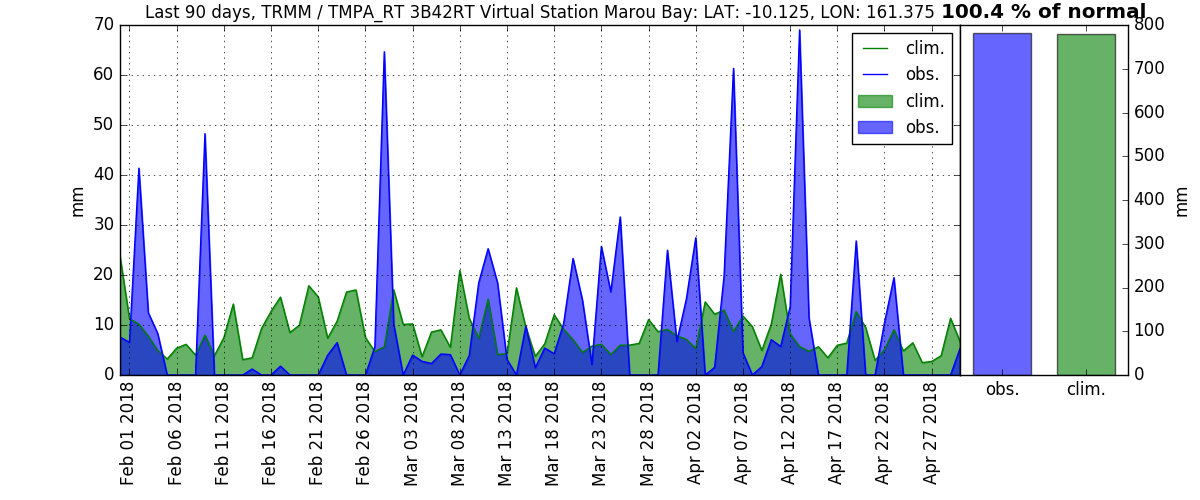 Last 90 days, TRMM / TMPA_RT 3B42RT Virtual Station Marou Bay: LAT: -10.125, LON: 161.375 100.4 % of normal
mm
70
60
50
40
30
20
10
0
clim.
obs.
clim.
obs.
800
700
600
500
400
300
200
100
0
mm
obs.
clim.
Feb 01 2018
Feb 06 2018
Feb 11 2018
Feb 16 2018
Feb 21 2018
Feb 26 2018
Mar 03 2018
Mar 08 2018
Mar 13 2018
Mar 18 2018
Mar 23 2018
Mar 28 2018
Apr 02 2018
Apr 07 2018
Apr 12 2018
Apr 17 2018
Apr 22 2018
Apr 27 2018